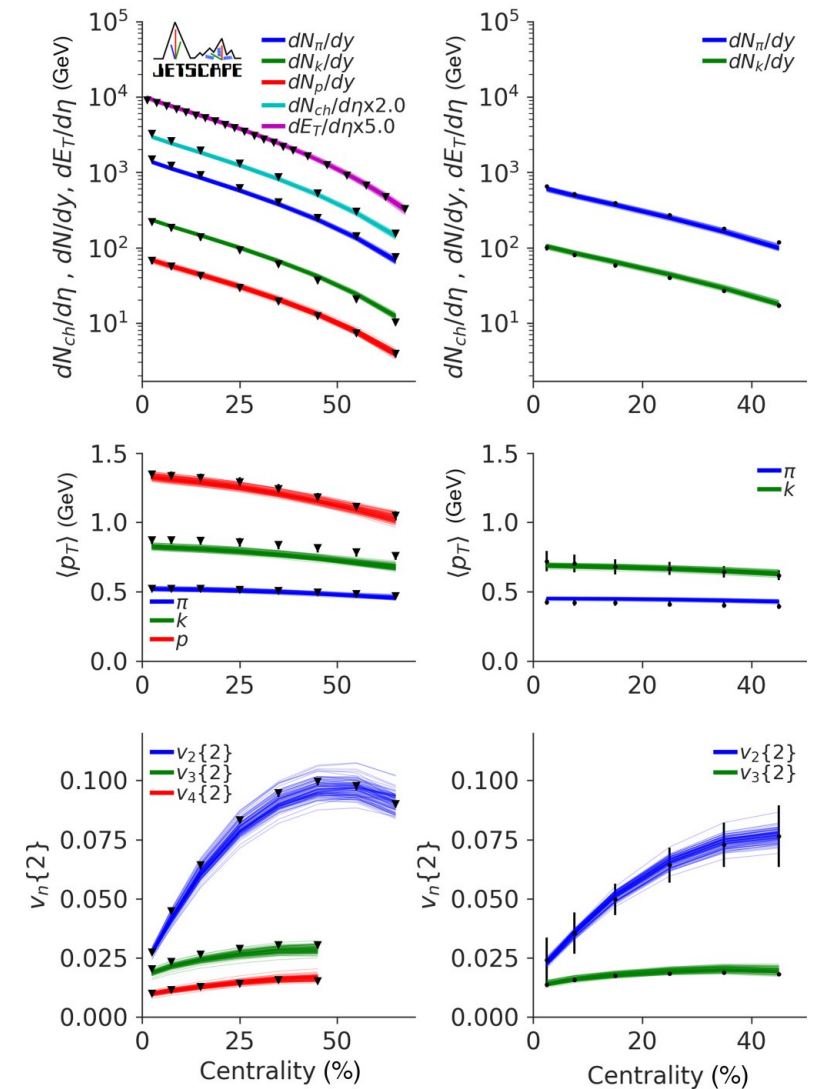 JETSCAPE
dN_{ch}/dη , dN/dy, dE_T/dη (GeV)
10^5
10^4
10^3
10^2
10^1
dN_π/dy
dN_k/dy
dN_p/dy
dN_{ch}/dηx2.0
dE_T/dηx5.0
0 25 50
dN_{ch}/dη , dN/dy, dE_T/dη (GeV)
10^5
10^4
10^3
10^2
10^1
dN_π/dy
dN_k/dy
0 20 40
⟨p_T⟩ (GeV)
1.5
1.0
0.5
0.0
π
k
p
0 25 50
⟨p_T⟩ (GeV)
1.5
1.0
0.5
0.0
π
k
0 20 40
v_n{2}
0.100
0.075
0.050
0.025
0.000
v_2{2}
v_3{2}
v_4{2}
0 25 50
Centrality (%)
v_n{2}
0.100
0.075
0.050
0.025
0.000
v_2{2}
v_3{2}
0 20 40
Centrality (%)